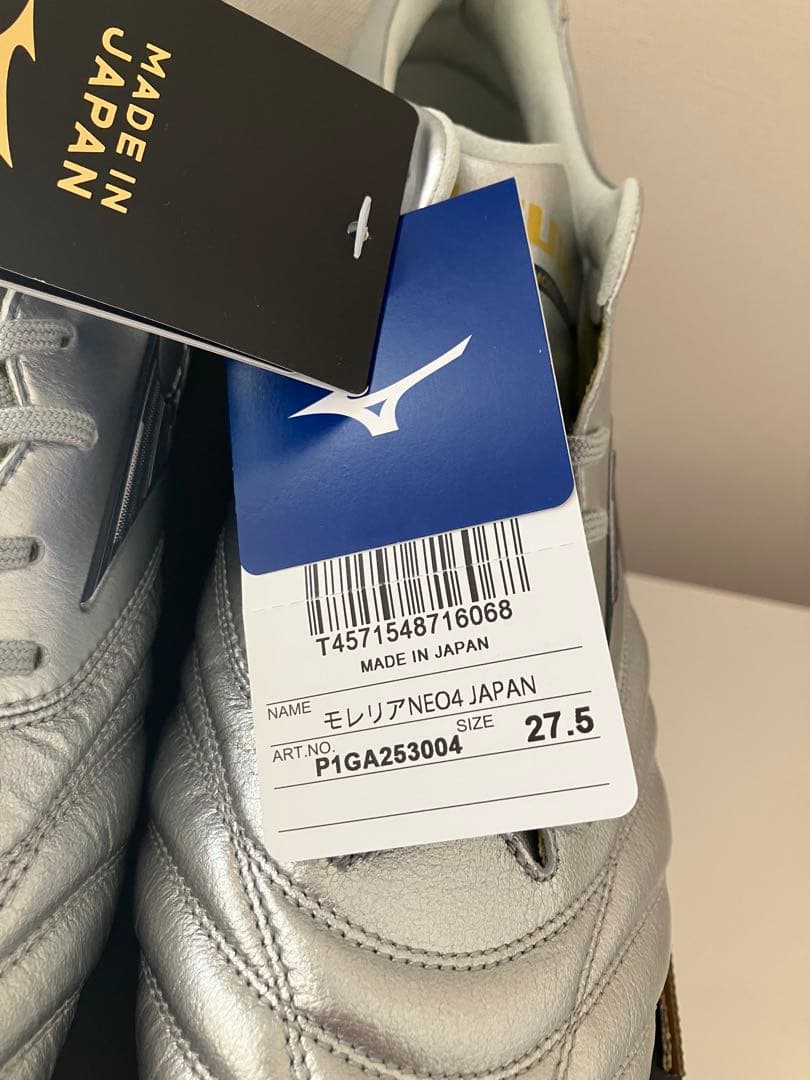 MADE IN
JAPAN
T4571548716068
MADE IN JAPAN
NAME モレリアNEO4 JAPAN
ART.NO. P1GA253004 SIZE 27.5